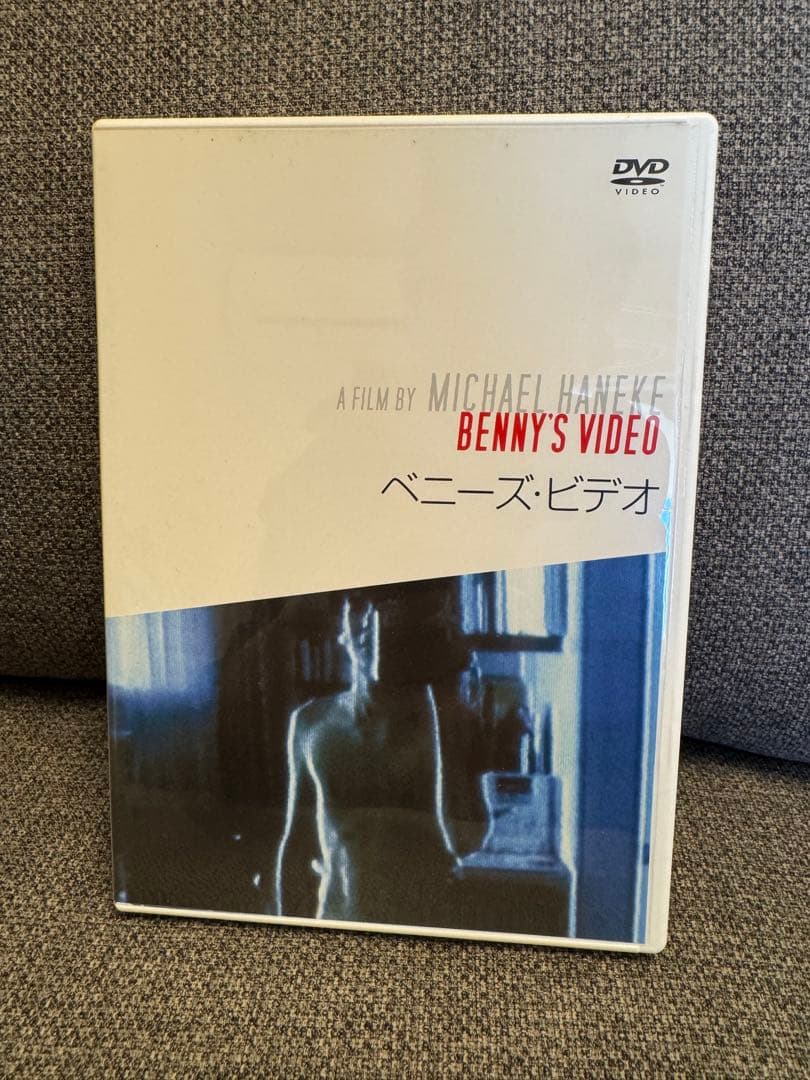 DVD
VIDEO
A FILM BY MICHAEL HANEKE
BENNY'S VIDEO
ベニーズ・ビデオ